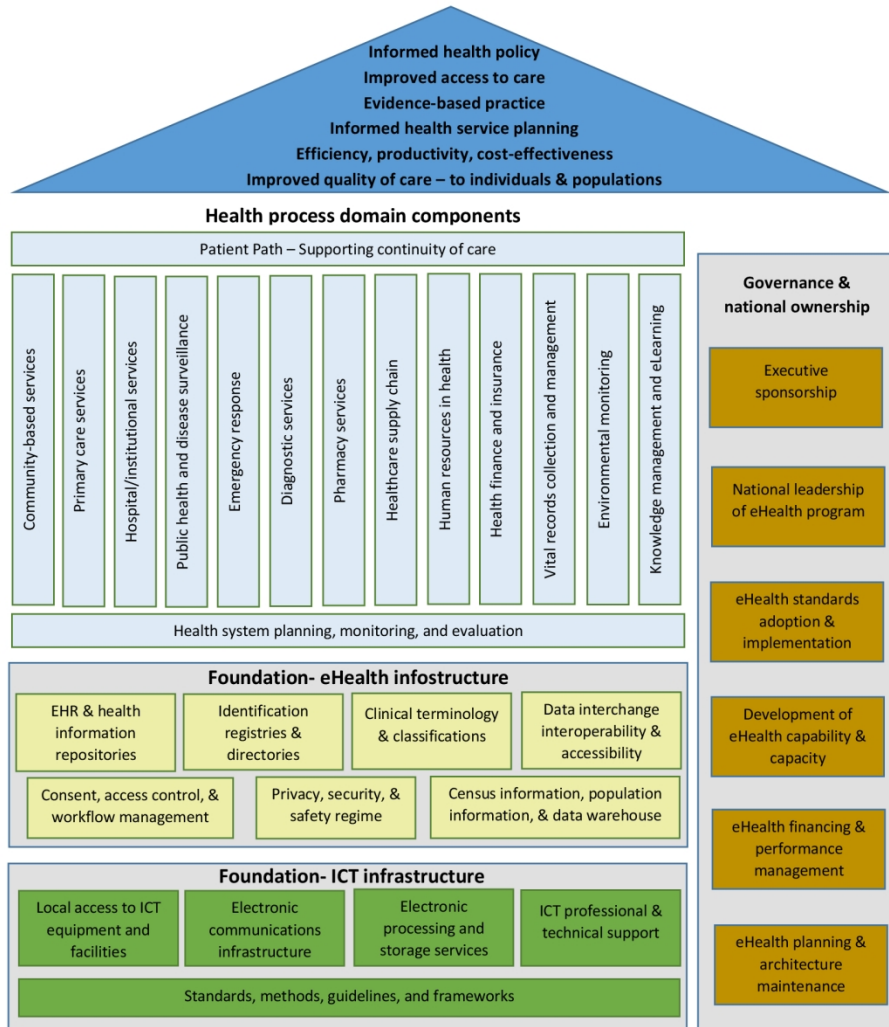 Informed health policy
Improved access to care
Evidence-based practice
Informed health service planning
Efficiency, productivity, cost-effectiveness
Improved quality of care – to individuals & populations
Health process domain components
Patient Path – Supporting continuity of care
Community-based services
Primary care services
Hospital/institutional services
Public health and disease surveillance
Emergency response
Diagnostic services
Pharmacy services
Healthcare supply chain
Human resources in health
Health finance and insurance
Vital records collection and management
Environmental monitoring
Knowledge management and eLearning
Health system planning, monitoring, and evaluation
Foundation- eHealth infostructure
EHR & health
information
repositories
Identification
registries &
directories
Clinical terminology
& classifications
Data interchange
interoperability &
accessibility
Consent, access control, &
workflow management
Privacy, security, &
safety regime
Census information, population
information, & data warehouse
Foundation- ICT infrastructure
Local access to ICT
equipment and
facilities
Electronic
communications
infrastructure
Electronic
processing and
storage services
ICT professional &
technical support
Standards, methods, guidelines, and frameworks
Governance &
national ownership
Executive
sponsorship
National leadership
of eHealth program
eHealth standards
adoption &
implementation
Development of
eHealth capability &
capacity
eHealth financing &
performance
management
eHealth planning &
architecture
maintenance